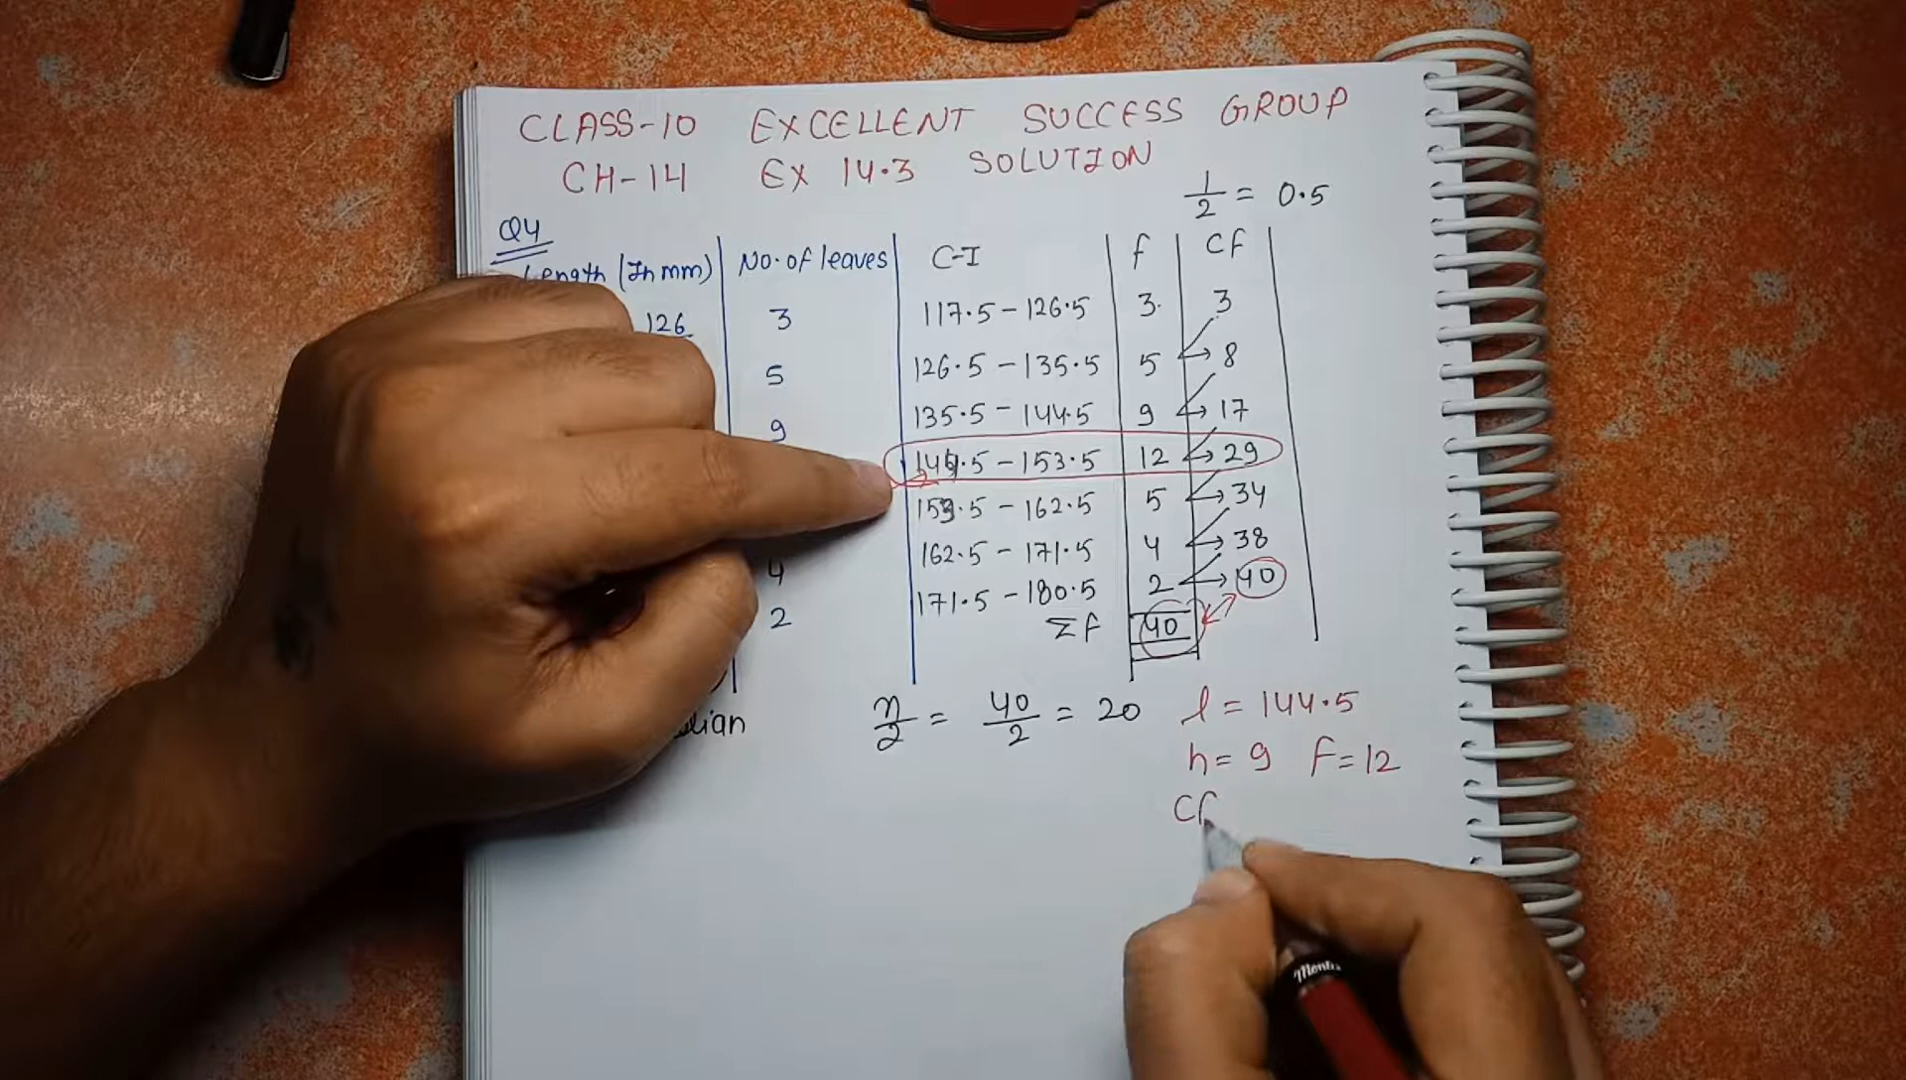 CLASS-10 EXCELLENT SUCCESS GROUP
CH-14 EX 14.3 SOLUTION
1/2 = 0.5
Q4
Length (In mm) No. of leaves C-I f Cf
126 3 117.5 - 126.5 3 3
5 126.5 - 135.5 5 8
9 135.5 - 144.5 9 17
144.5 - 153.5 12 29
153.5 - 162.5 5 34
4 162.5 - 171.5 4 38
2 171.5 - 180.5 2 40
Σf 40
n/2 = 40/2 = 20 l = 144.5
h = 9 f = 12
Cf
Mentx